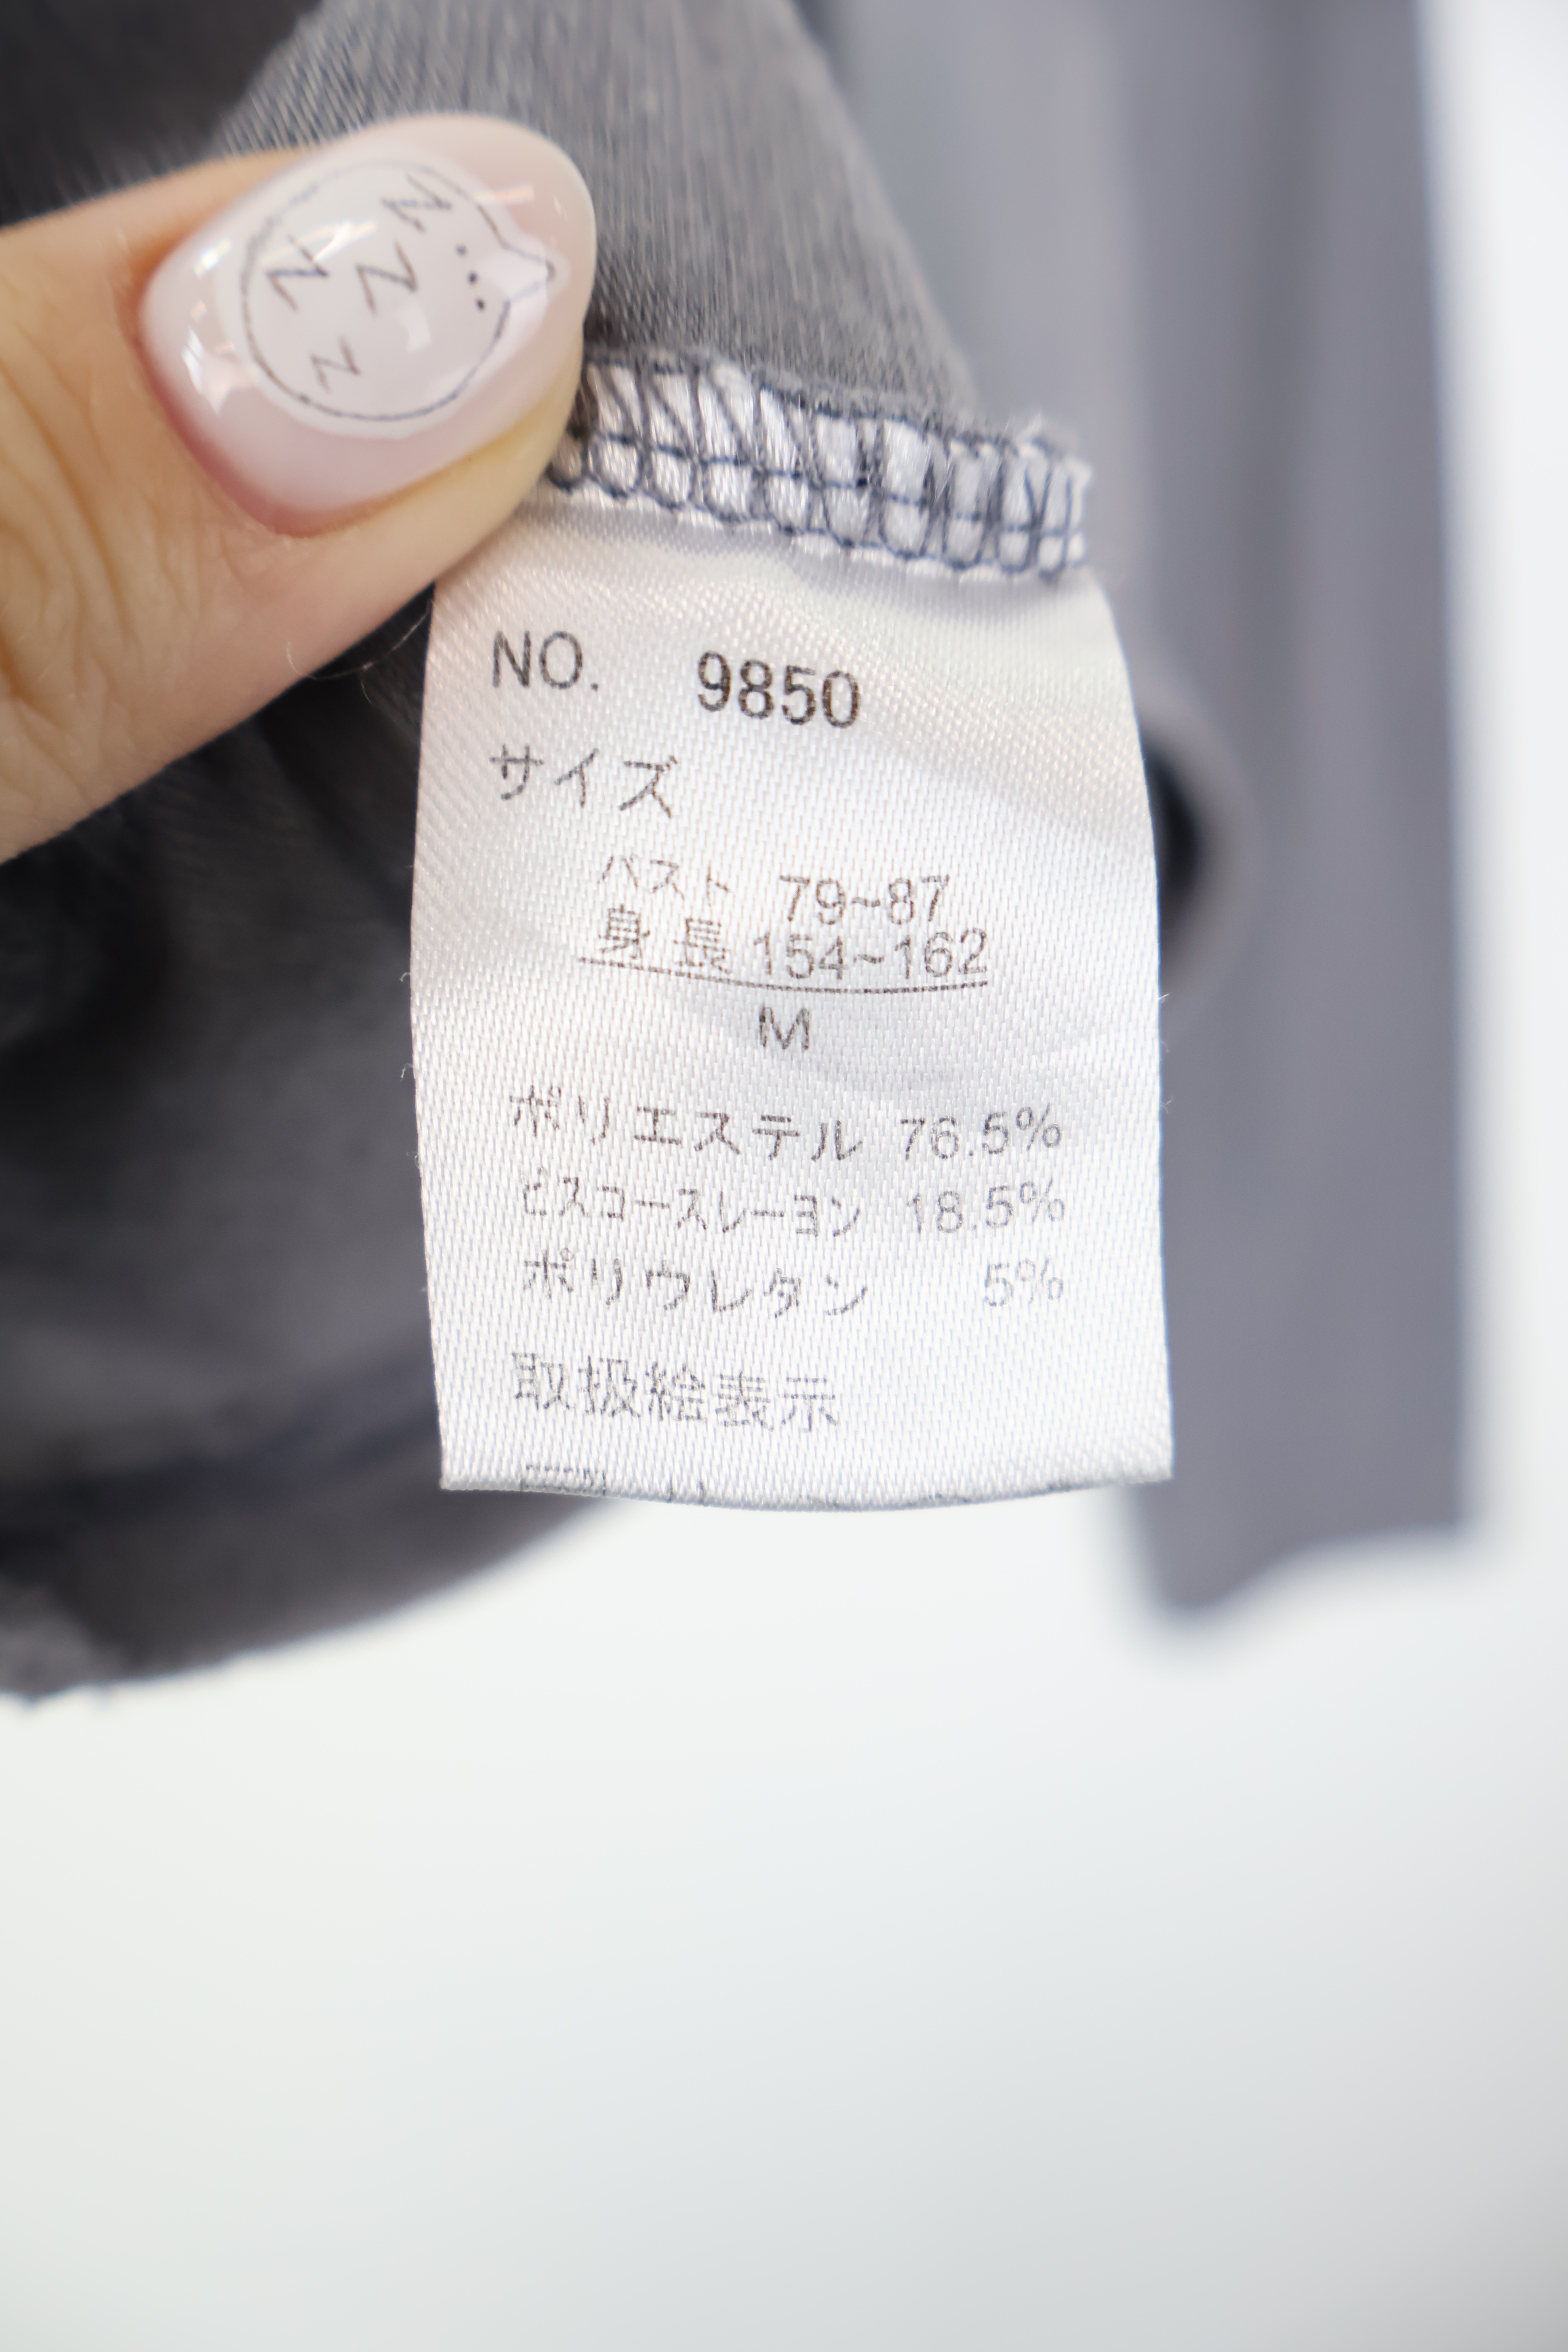 z Z Z
z Z Z
NO. 9850
サイズ
バスト 79~87
身長 154~162
M
ポリエステル 76.5%
ビスコースレーヨン 18.5%
ポリウレタン 5%
取扱絵表示